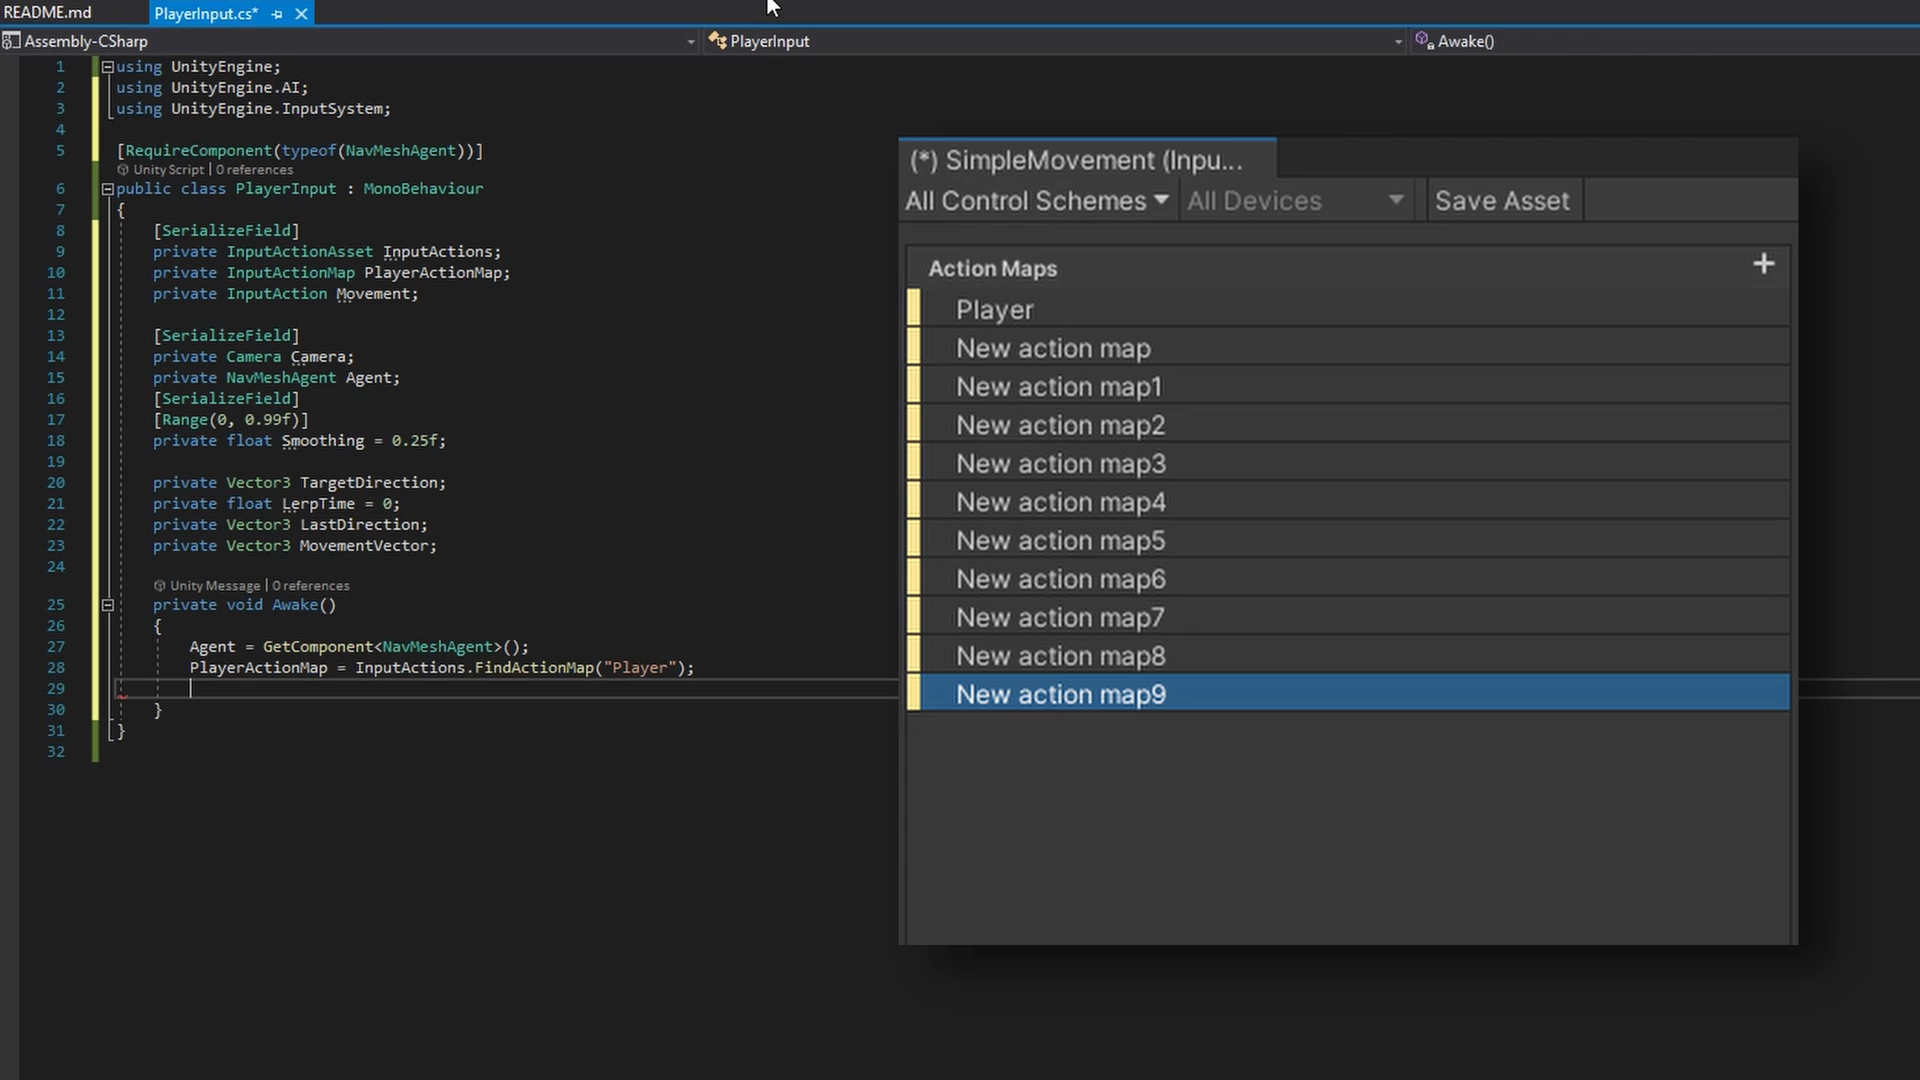 README.md
PlayerInput.cs*
Assembly-CSharp
PlayerInput
Awake()
1 using UnityEngine;
2 using UnityEngine.AI;
3 using UnityEngine.InputSystem;
4
5 [RequireComponent(typeof(NavMeshAgent))]
Unity Script | 0 references
6 public class PlayerInput : MonoBehaviour
7 {
8 [SerializeField]
9 private InputActionAsset InputActions;
10 private InputActionMap PlayerActionMap;
11 private InputAction Movement;
12
13 [SerializeField]
14 private Camera Camera;
15 private NavMeshAgent Agent;
16 [SerializeField]
17 [Range(0, 0.99f)]
18 private float Smoothing = 0.25f;
19
20 private Vector3 TargetDirection;
21 private float LerpTime = 0;
22 private Vector3 LastDirection;
23 private Vector3 MovementVector;
24
Unity Message | 0 references
25 private void Awake()
26 {
27 Agent = GetComponent<NavMeshAgent>();
28 PlayerActionMap = InputActions.FindActionMap("Player");
29
30 }
31 }
32
(*) SimpleMovement (Inpu...
All Control Schemes
All Devices
Save Asset
Action Maps
+
Player
New action map
New action map1
New action map2
New action map3
New action map4
New action map5
New action map6
New action map7
New action map8
New action map9